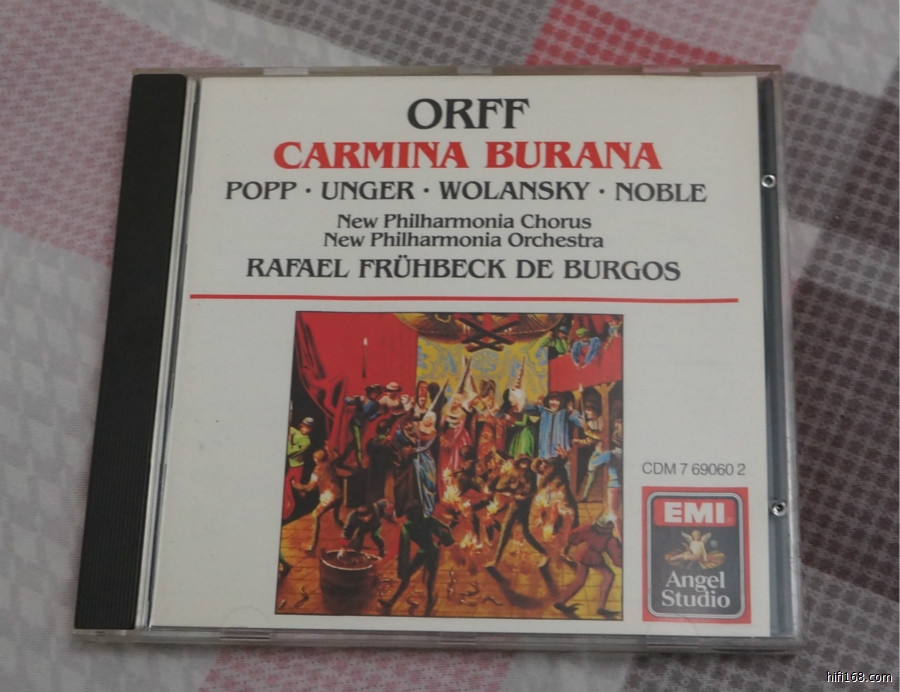 ORFF
CARMINA BURANA
POPP · UNGER · WOLANSKY · NOBLE
New Philharmonia Chorus
New Philharmonia Orchestra
RAFAEL FRÜHBECK DE BURGOS
CDM 7 69060 2
EMI
Angel
Studio
hifi168.com